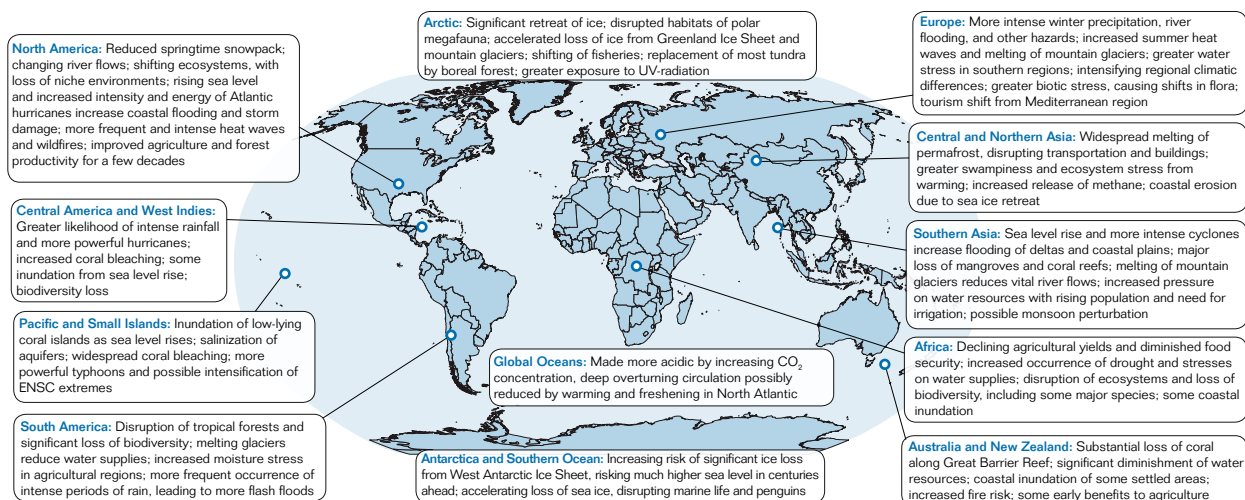 North America: Reduced springtime snowpack;
changing river flows; shifting ecosystems, with
loss of niche environments; rising sea level
and increased intensity and energy of Atlantic
hurricanes increase coastal flooding and storm
damage; more frequent and intense heat waves
and wildfires; improved agriculture and forest
productivity for a few decades
Arctic: Significant retreat of ice; disrupted habitats of polar
megafauna; accelerated loss of ice from Greenland Ice Sheet and
mountain glaciers; shifting of fisheries; replacement of most tundra
by boreal forest; greater exposure to UV-radiation
Europe: More intense winter precipitation, river
flooding, and other hazards; increased summer heat
waves and melting of mountain glaciers; greater water
stress in southern regions; intensifying regional climatic
differences; greater biotic stress, causing shifts in flora;
tourism shift from Mediterranean region
Central and Northern Asia: Widespread melting of
permafrost, disrupting transportation and buildings;
greater swampiness and ecosystem stress from
warming; increased release of methane; coastal erosion
due to sea ice retreat
Central America and West Indies:
Greater likelihood of intense rainfall
and more powerful hurricanes;
increased coral bleaching; some
inundation from sea level rise;
biodiversity loss
Southern Asia: Sea level rise and more intense cyclones
increase flooding of deltas and coastal plains; major
loss of mangroves and coral reefs; melting of mountain
glaciers reduces vital river flows; increased pressure
on water resources with rising population and need for
irrigation; possible monsoon perturbation
Pacific and Small Islands: Inundation of low-lying
coral islands as sea level rises; salinization of
aquifers; widespread coral bleaching; more
powerful typhoons and possible intensification of
ENSC extremes
Global Oceans: Made more acidic by increasing CO₂
concentration, deep overturning circulation possibly
reduced by warming and freshening in North Atlantic
Africa: Declining agricultural yields and diminished food
security; increased occurrence of drought and stresses
on water supplies; disruption of ecosystems and loss of
biodiversity, including some major species; some coastal
inundation
South America: Disruption of tropical forests and
significant loss of biodiversity; melting glaciers
reduce water supplies; increased moisture stress
in agricultural regions; more frequent occurrence of
intense periods of rain, leading to more flash floods
Antarctica and Southern Ocean: Increasing risk of significant ice loss
from West Antarctic Ice Sheet, risking much higher sea level in centuries
ahead; accelerating loss of sea ice, disrupting marine life and penguins
Australia and New Zealand: Substantial loss of coral
along Great Barrier Reef; significant diminishment of water
resources; coastal inundation of some settled areas;
increased fire risk; some early benefits to agriculture